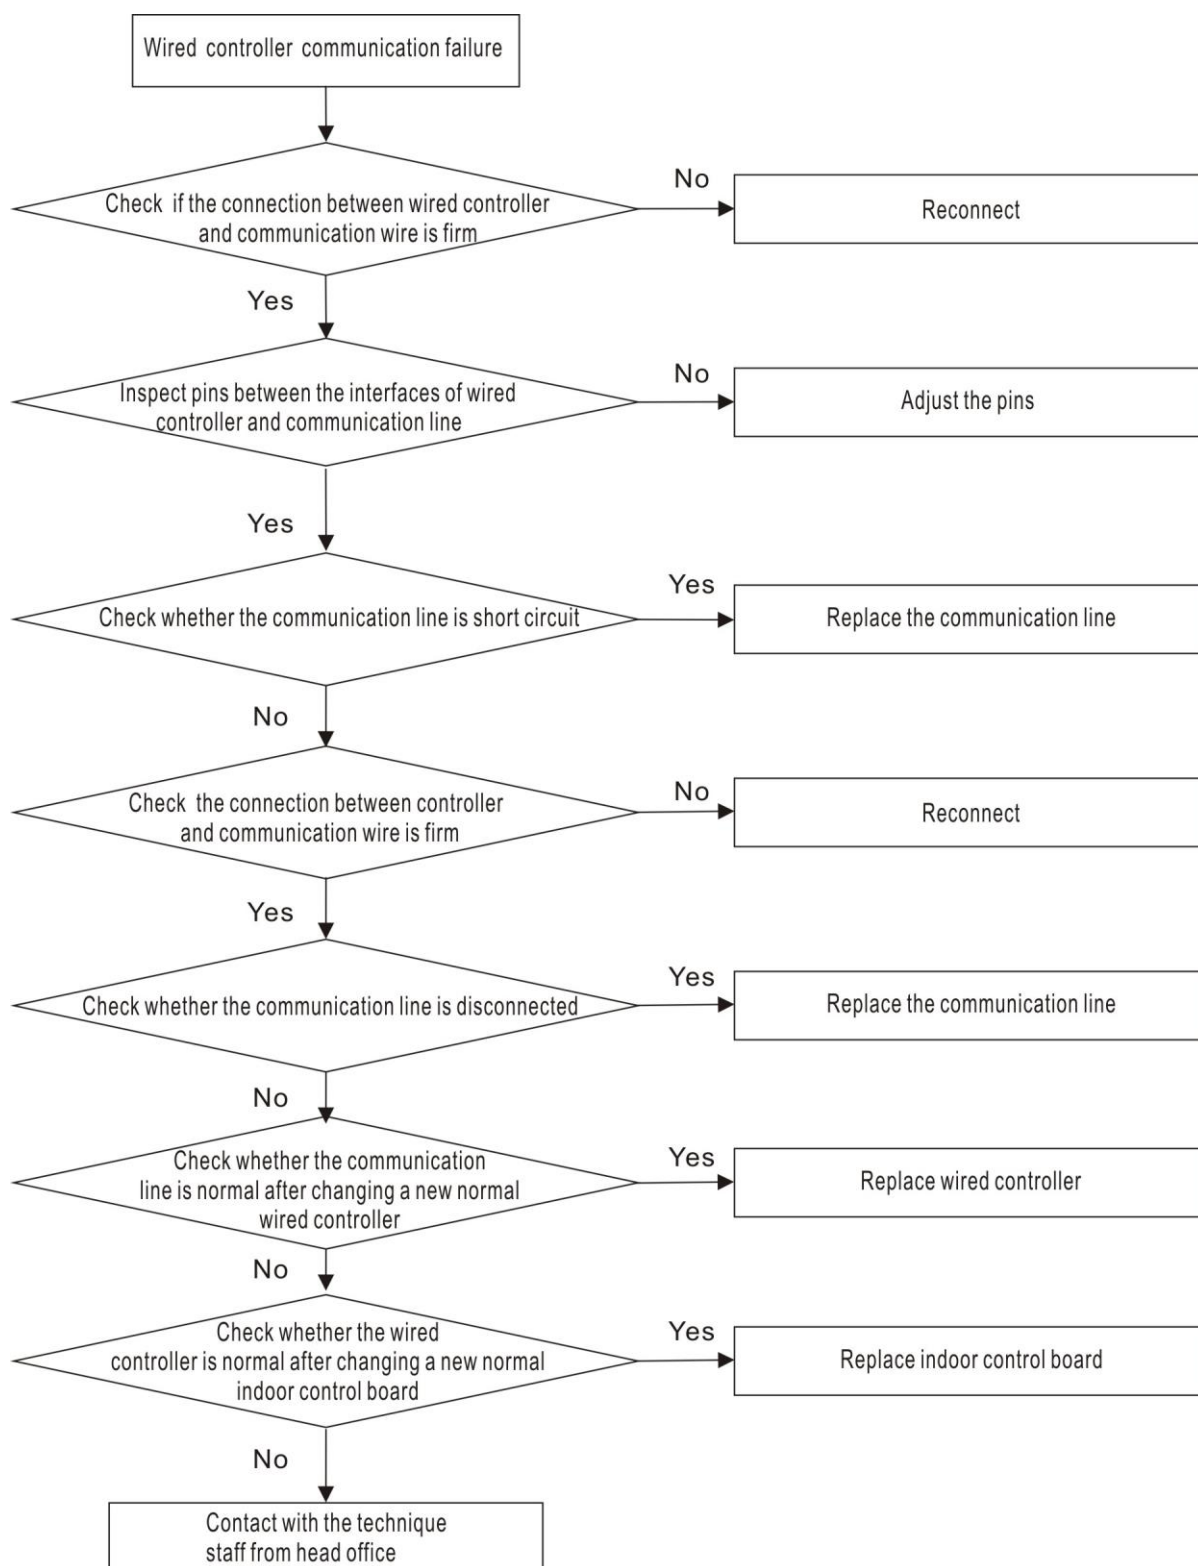 Wired controller communication failure
Check if the connection between wired controller
and communication wire is firm
No
Reconnect
Yes
Inspect pins between the interfaces of wired
controller and communication line
No
Adjust the pins
Yes
Check whether the communication line is short circuit
Yes
Replace the communication line
No
Check the connection between controller
and communication wire is firm
No
Reconnect
Yes
Check whether the communication line is disconnected
Yes
Replace the communication line
No
Check whether the communication
line is normal after changing a new normal
wired controller
Yes
Replace wired controller
No
Check whether the wired
controller is normal after changing a new normal
indoor control board
Yes
Replace indoor control board
No
Contact with the technique
staff from head office